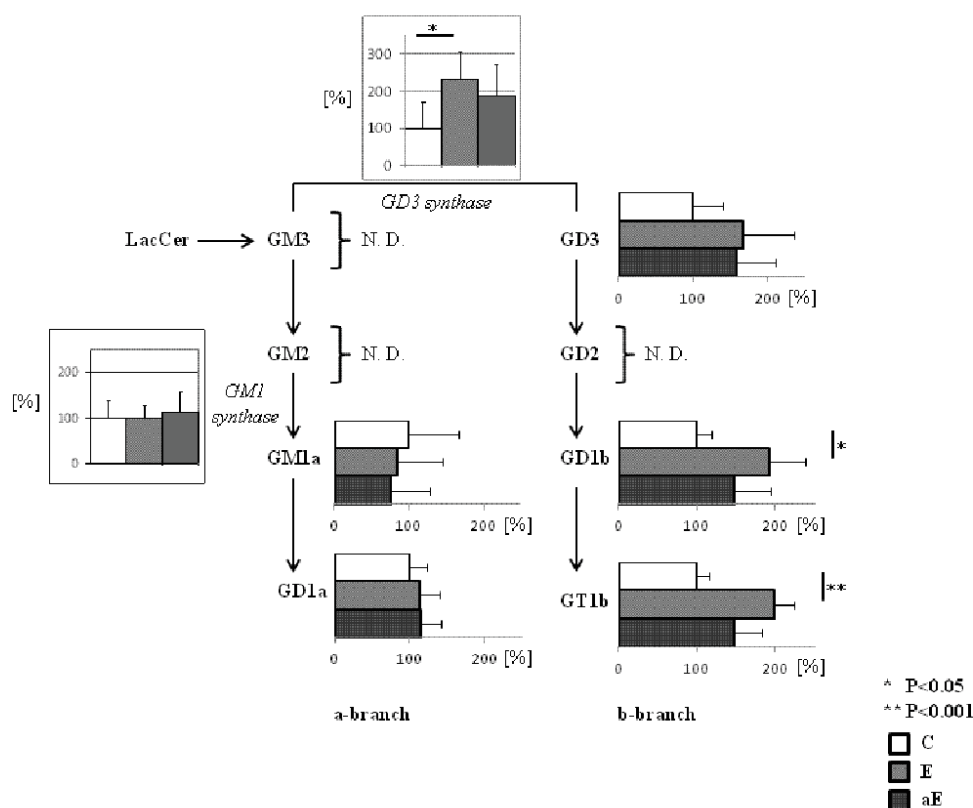 *
300
[%] 200
100
0
GD3 synthase
LacCer GM3 N. D. GD3
0 100 200 [%]
GM2 N. D. GD2 N. D.
200
[%] 100
0
GM1
synthase
GM1a GD1b *
0 100 200 [%] 0 100 200 [%]
GD1a GT1b **
0 100 200 [%] 0 100 200 [%]
a-branch b-branch
* P<0.05
** P<0.001
C
E
aE